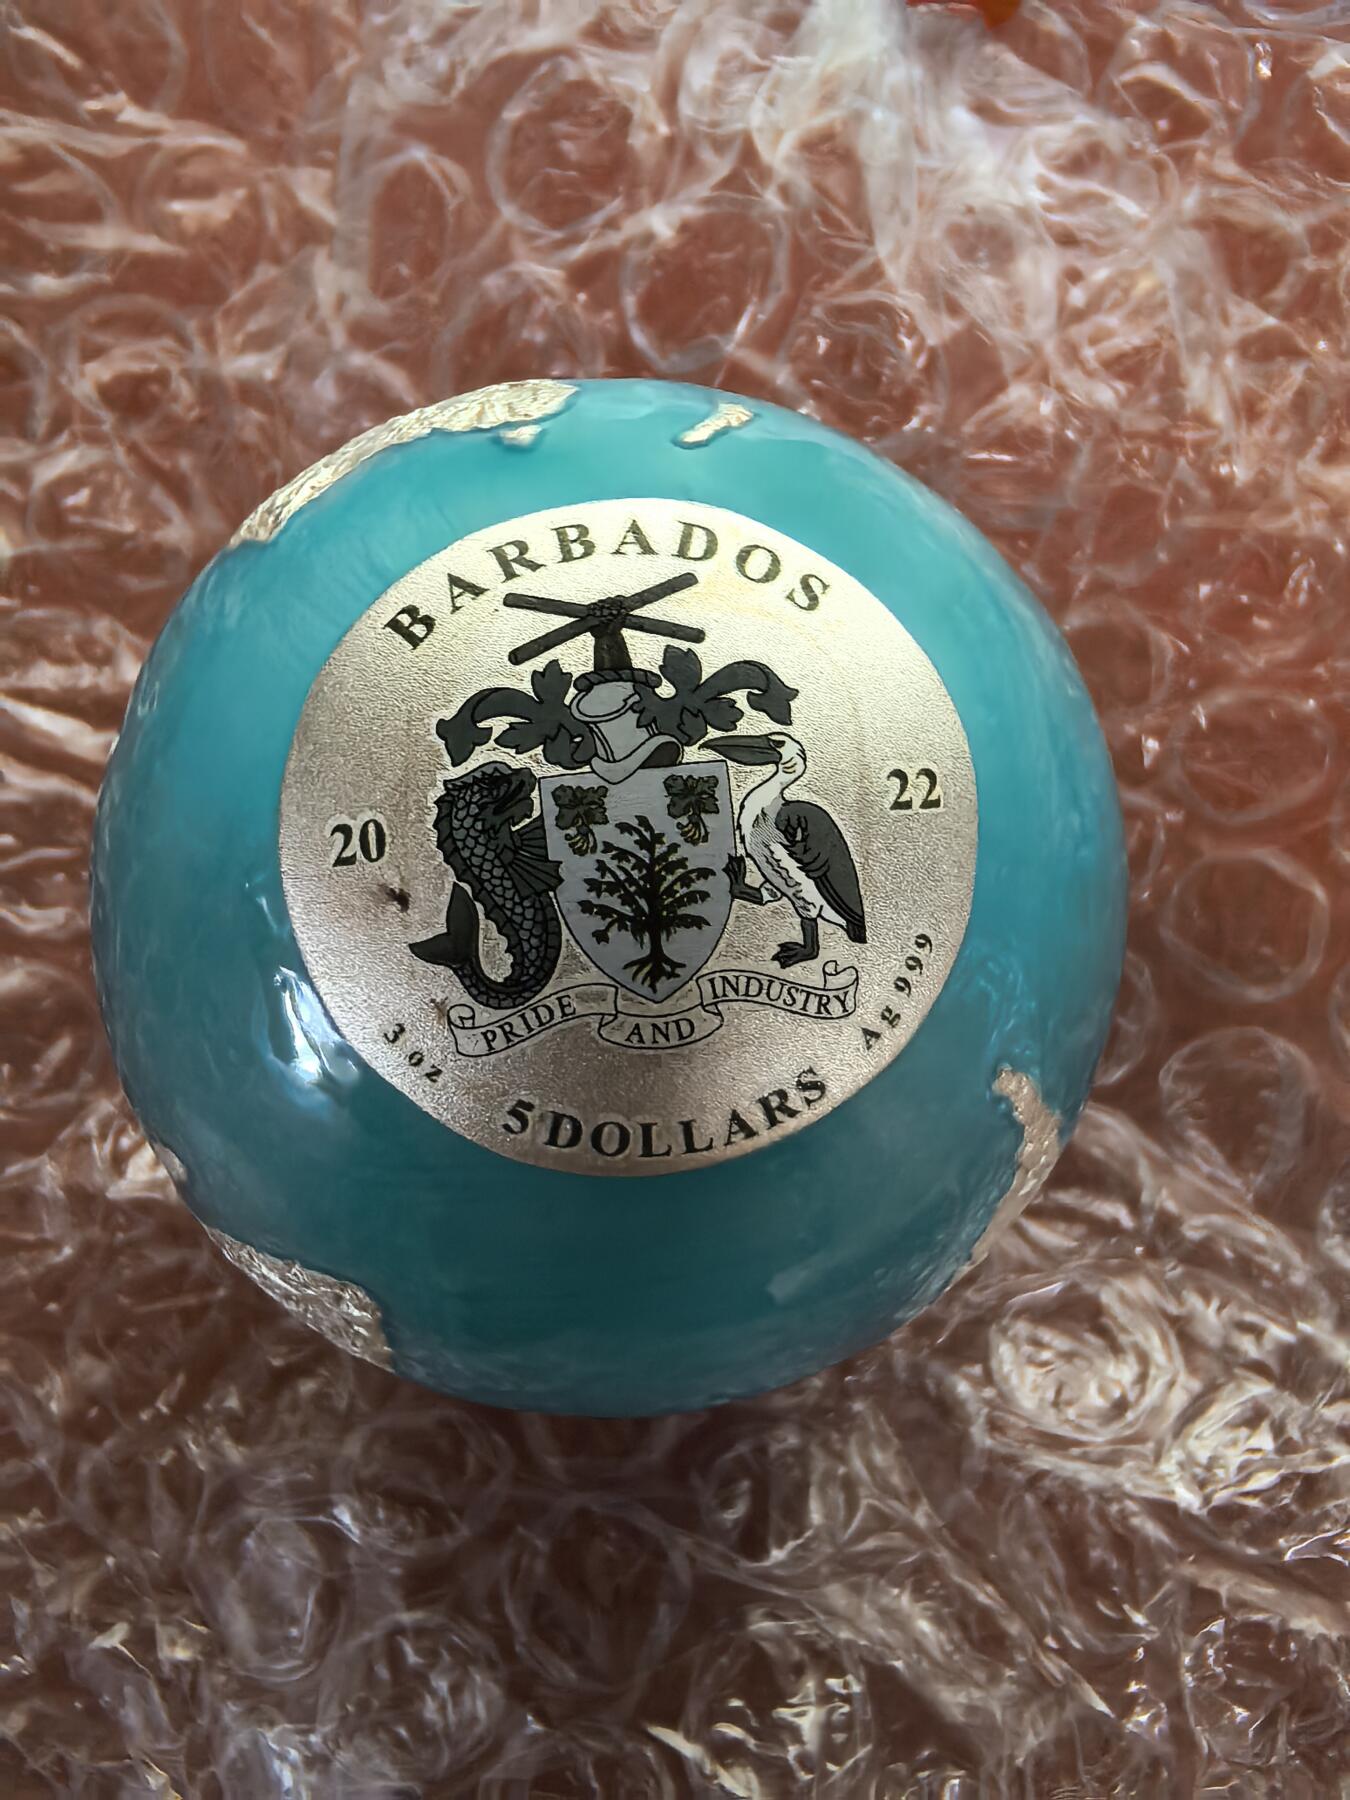 BARBADOS
20
22
PRIDE AND INDUSTRY
3 oz
Ag 999
5 DOLLARS